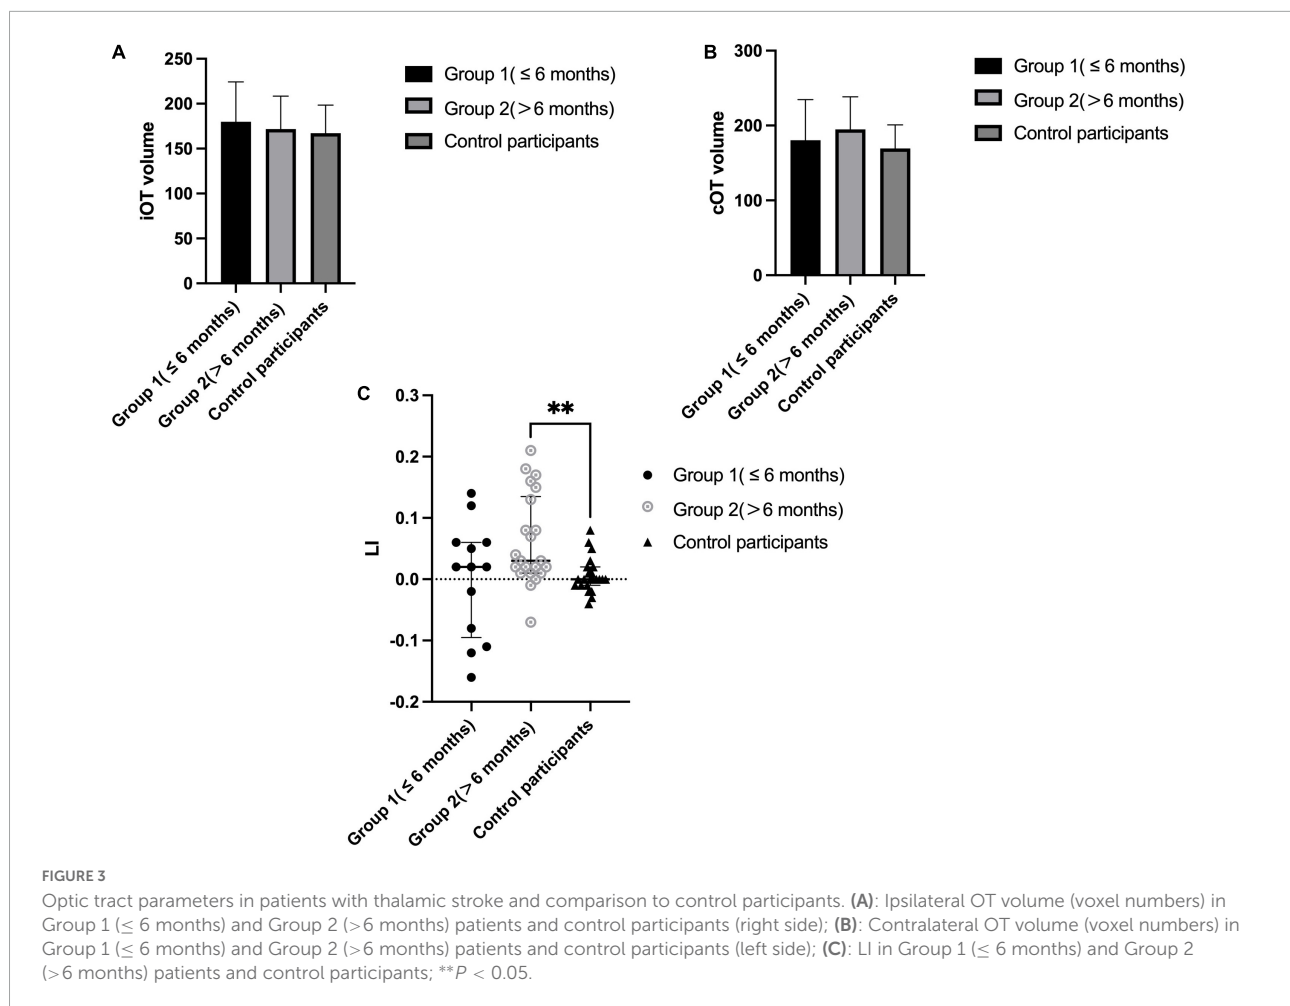 A
250
200
150
100
50
0
iOT volume
Group 1( ≤ 6 months)
Group 2(>6 months)
Control participants
Group 1( ≤ 6 months)
Group 2(>6 months)
Control participants
B
300
200
100
0
cOT volume
Group 1( ≤ 6 months)
Group 2(>6 months)
Control participants
Group 1( ≤ 6 months)
Group 2(>6 months)
Control participants
C
0.3
0.2
0.1
0.0
-0.1
-0.2
LI
**
Group 1( ≤ 6 months)
Group 2(>6 months)
Control participants
Group 1( ≤ 6 months)
Group 2(>6 months)
Control participants
FIGURE 3
Optic tract parameters in patients with thalamic stroke and comparison to control participants. (A): Ipsilateral OT volume (voxel numbers) in
Group 1 (≤ 6 months) and Group 2 (>6 months) patients and control participants (right side); (B): Contralateral OT volume (voxel numbers) in
Group 1 (≤ 6 months) and Group 2 (>6 months) patients and control participants (left side); (C): LI in Group 1 (≤ 6 months) and Group 2
(>6 months) patients and control participants; **P < 0.05.